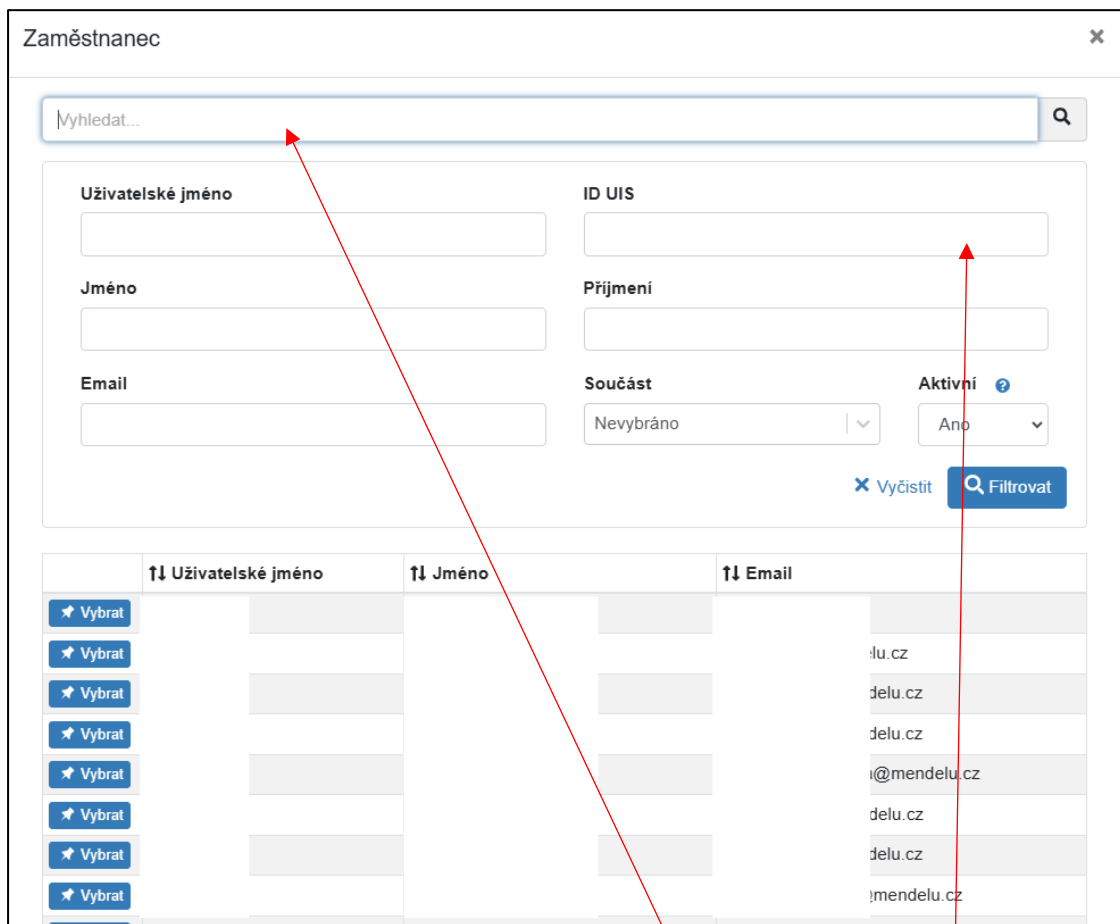 Zaměstnanec ×
Vyhledat...
Uživatelské jméno ID UIS
Jméno Příjmení
Email Součást Aktivní ?
Nevybráno Ano
Vyčistit Filtrovat
Uživatelské jméno Jméno Email
Vybrat
Vybrat lu.cz
Vybrat delu.cz
Vybrat delu.cz
Vybrat @mendelu.cz
Vybrat delu.cz
Vybrat delu.cz
Vybrat mendelu.cz